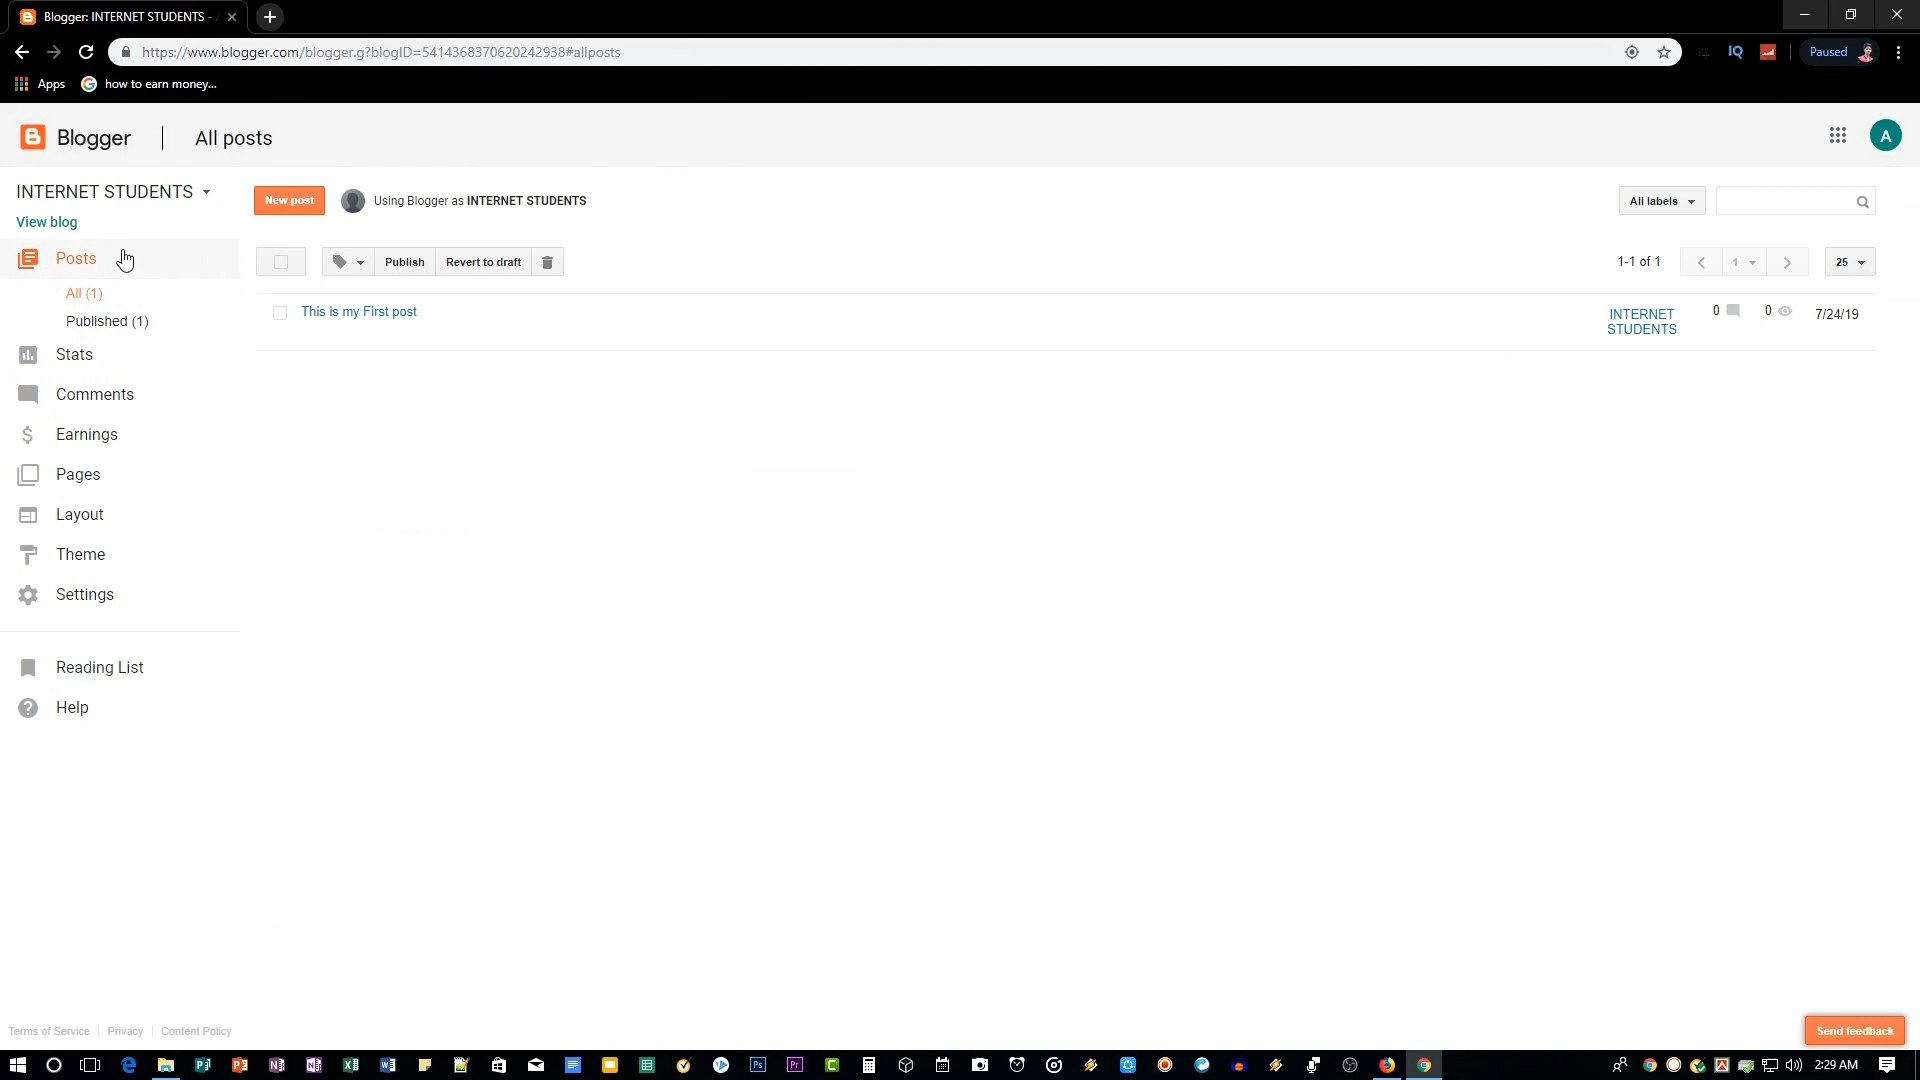 Blogger: INTERNET STUDENTS -
https://www.blogger.com/blogger.g?blogID=5414368370620242938#allposts
IQ
Paused
Apps
how to earn money...
Blogger
All posts
A
INTERNET STUDENTS
View blog
New post
Using Blogger as INTERNET STUDENTS
All labels
Posts
Publish
Revert to draft
1-1 of 1
1
25
All (1)
Published (1)
This is my First post
INTERNET
STUDENTS
0
0
7/24/19
Stats
Comments
Earnings
Pages
Layout
Theme
Settings
Reading List
Help
Terms of Service
Privacy
Content Policy
Send feedback
2:29 AM